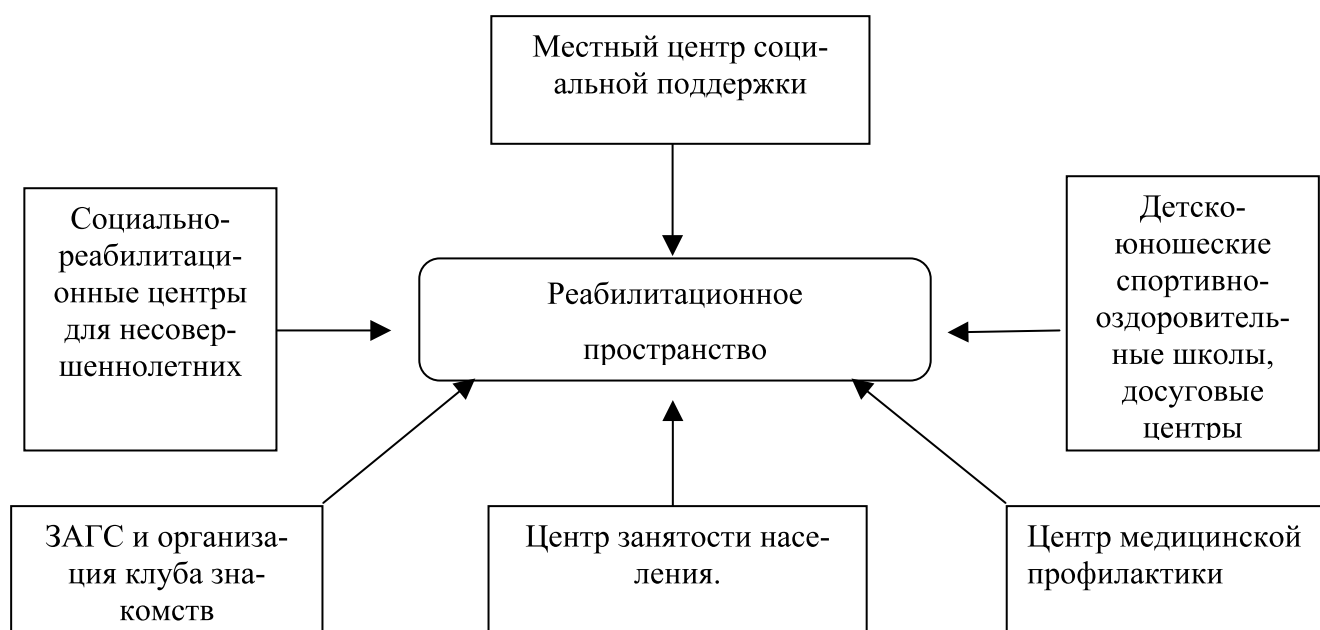 Местный центр соци-
альной поддержки
Социально-
реабилитаци-
онные центры
для несовер-
шеннолетних
Реабилитационное
пространство
Детско-
юношеские
спортивно-
оздоровитель-
ные школы,
досуговые
центры
ЗАГС и организа-
ция клуба зна-
комств
Центр занятости насе-
ления.
Центр медицинской
профилактики